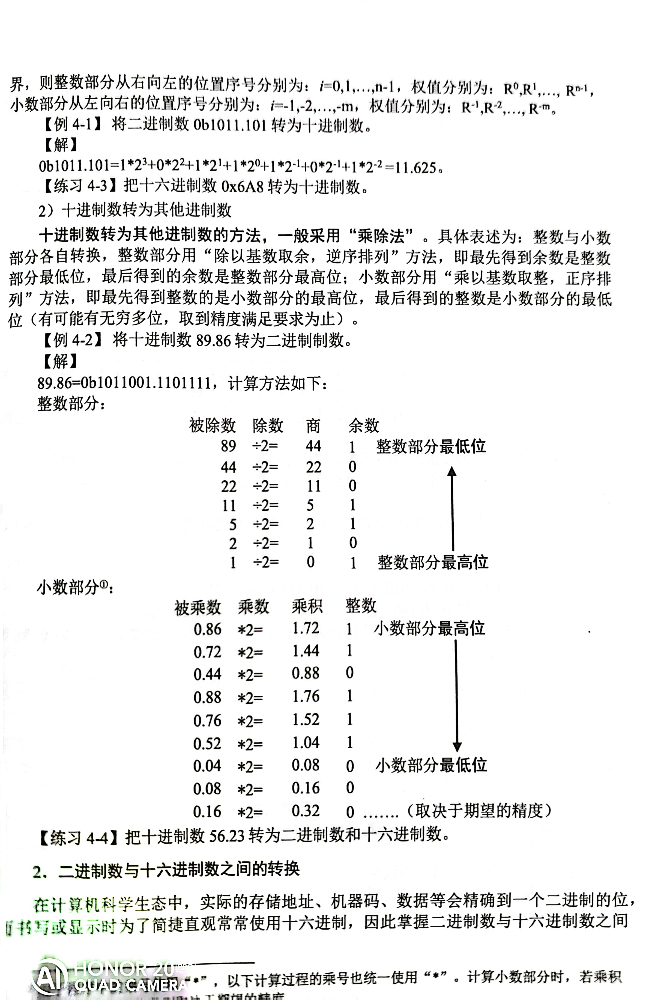 界，则整数部分从右向左的位置序号分别为：i=0,1,…,n-1，权值分别为：R⁰,R¹,…, Rⁿ⁻¹，
小数部分从左向右的位置序号分别为：i=-1,-2,…,-m，权值分别为：R⁻¹,R⁻²,…, R⁻ᵐ。
【例 4-1】 将二进制数 0b1011.101 转为十进制数。
【解】
0b1011.101=1*2³+0*2²+1*2¹+1*2⁰+1*2⁻¹+0*2⁻¹+1*2⁻²=11.625。
【练习 4-3】把十六进制数 0x6A8 转为十进制数。
2）十进制数转为其他进制数
十进制数转为其他进制数的方法，一般采用“乘除法”。具体表述为：整数与小数
部分各自转换，整数部分用“除以基数取余，逆序排列”方法，即最先得到余数是整数
部分最低位，最后得到的余数是整数部分最高位；小数部分用“乘以基数取整，正序排
列”方法，即最先得到整数的是小数部分的最高位，最后得到的整数是小数部分的最低
位（有可能有无穷多位，取到精度满足要求为止）。
【例 4-2】 将十进制数 89.86 转为二进制制数。
【解】
89.86=0b1011001.1101111，计算方法如下：
整数部分：
被除数 除数 商 余数
89 ÷2= 44 1 整数部分最低位
44 ÷2= 22 0
22 ÷2= 11 0
11 ÷2= 5 1
5 ÷2= 2 1
2 ÷2= 1 0
1 ÷2= 0 1 整数部分最高位
小数部分①：
被乘数 乘数 乘积 整数
0.86 *2= 1.72 1 小数部分最高位
0.72 *2= 1.44 1
0.44 *2= 0.88 0
0.88 *2= 1.76 1
0.76 *2= 1.52 1
0.52 *2= 1.04 1
0.04 *2= 0.08 0 小数部分最低位
0.08 *2= 0.16 0
0.16 *2= 0.32 0 …….（取决于期望的精度）
【练习 4-4】把十进制数 56.23 转为二进制数和十六进制数。
2．二进制数与十六进制数之间的转换
在计算机科学生态中，实际的存储地址、机器码、数据等会精确到一个二进制的位，
书写或显示时为了简捷直观常常使用十六进制，因此掌握二进制数与十六进制数之间
AI HONOR 20 PRO
QUAD CAMERA
“*”，以下计算过程的乘号也统一使用“*”。计算小数部分时，若乘积
期望的精度